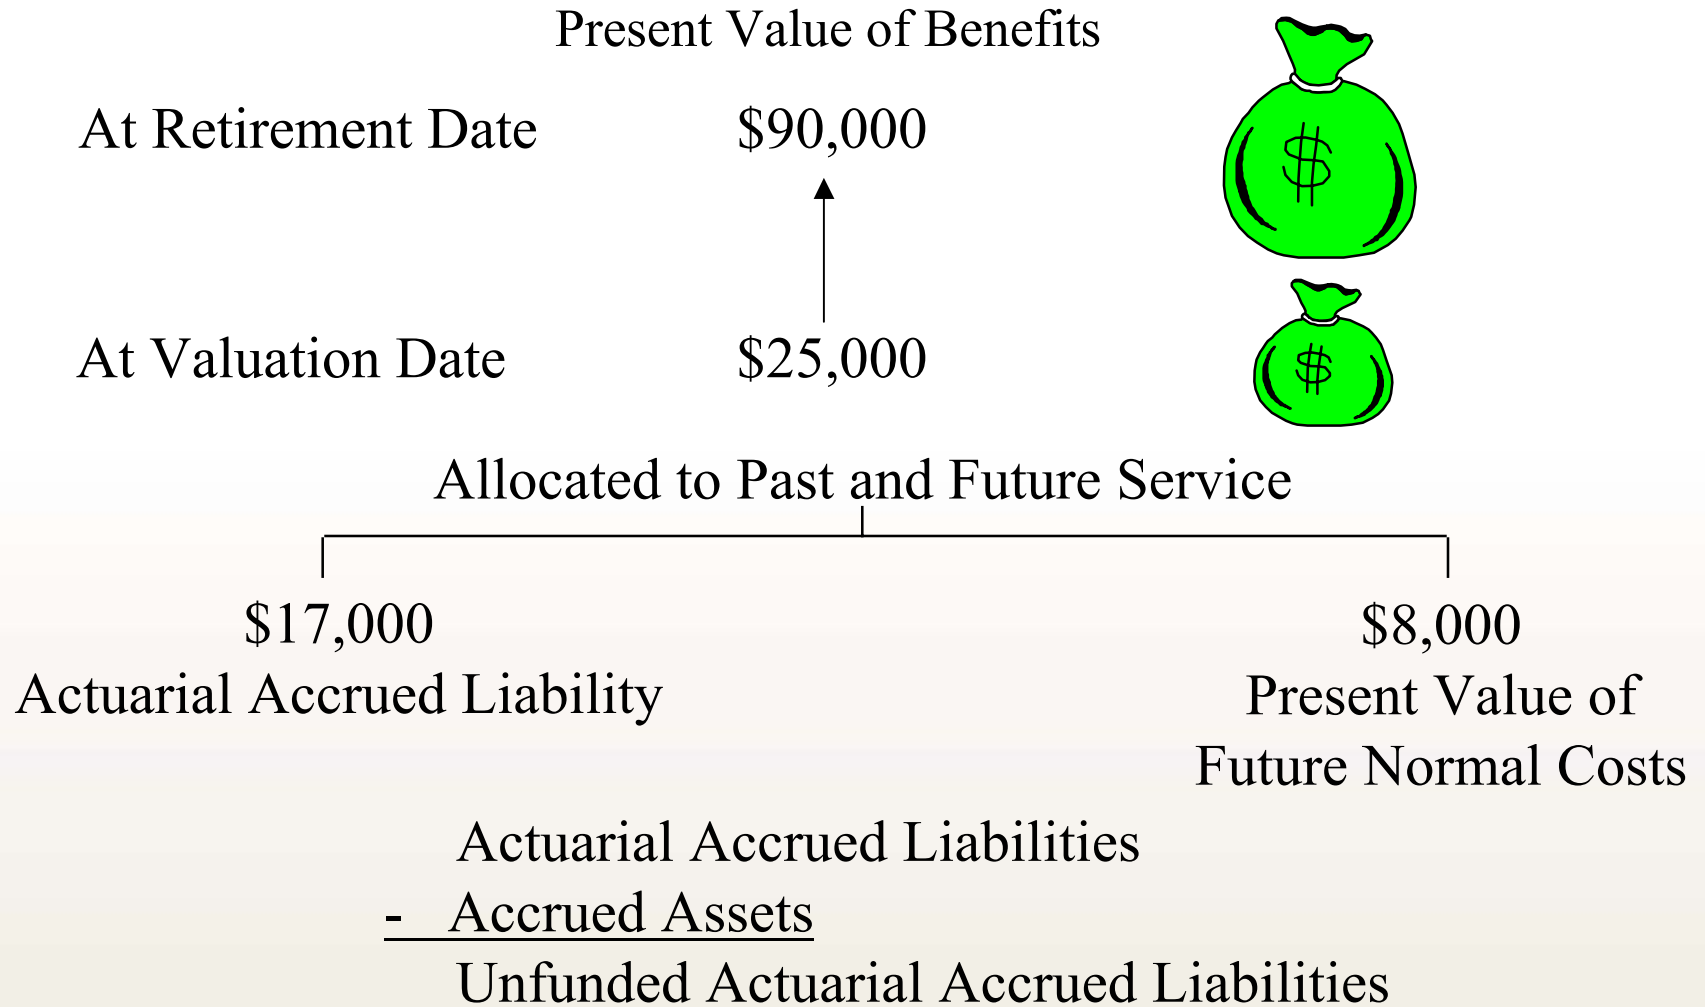 Present Value of Benefits
At Retirement Date $90,000
$
At Valuation Date $25,000
$
Allocated to Past and Future Service
$17,000 $8,000
Actuarial Accrued Liability Present Value of
Future Normal Costs
Actuarial Accrued Liabilities
- Accrued Assets
Unfunded Actuarial Accrued Liabilities